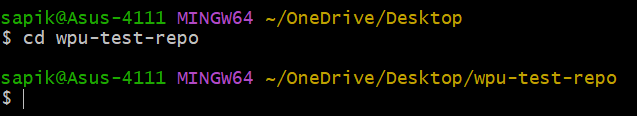 sapik@Asus-4111 MINGW64 ~/OneDrive/Desktop
$ cd wpu-test-repo
sapik@Asus-4111 MINGW64 ~/OneDrive/Desktop/wpu-test-repo
$